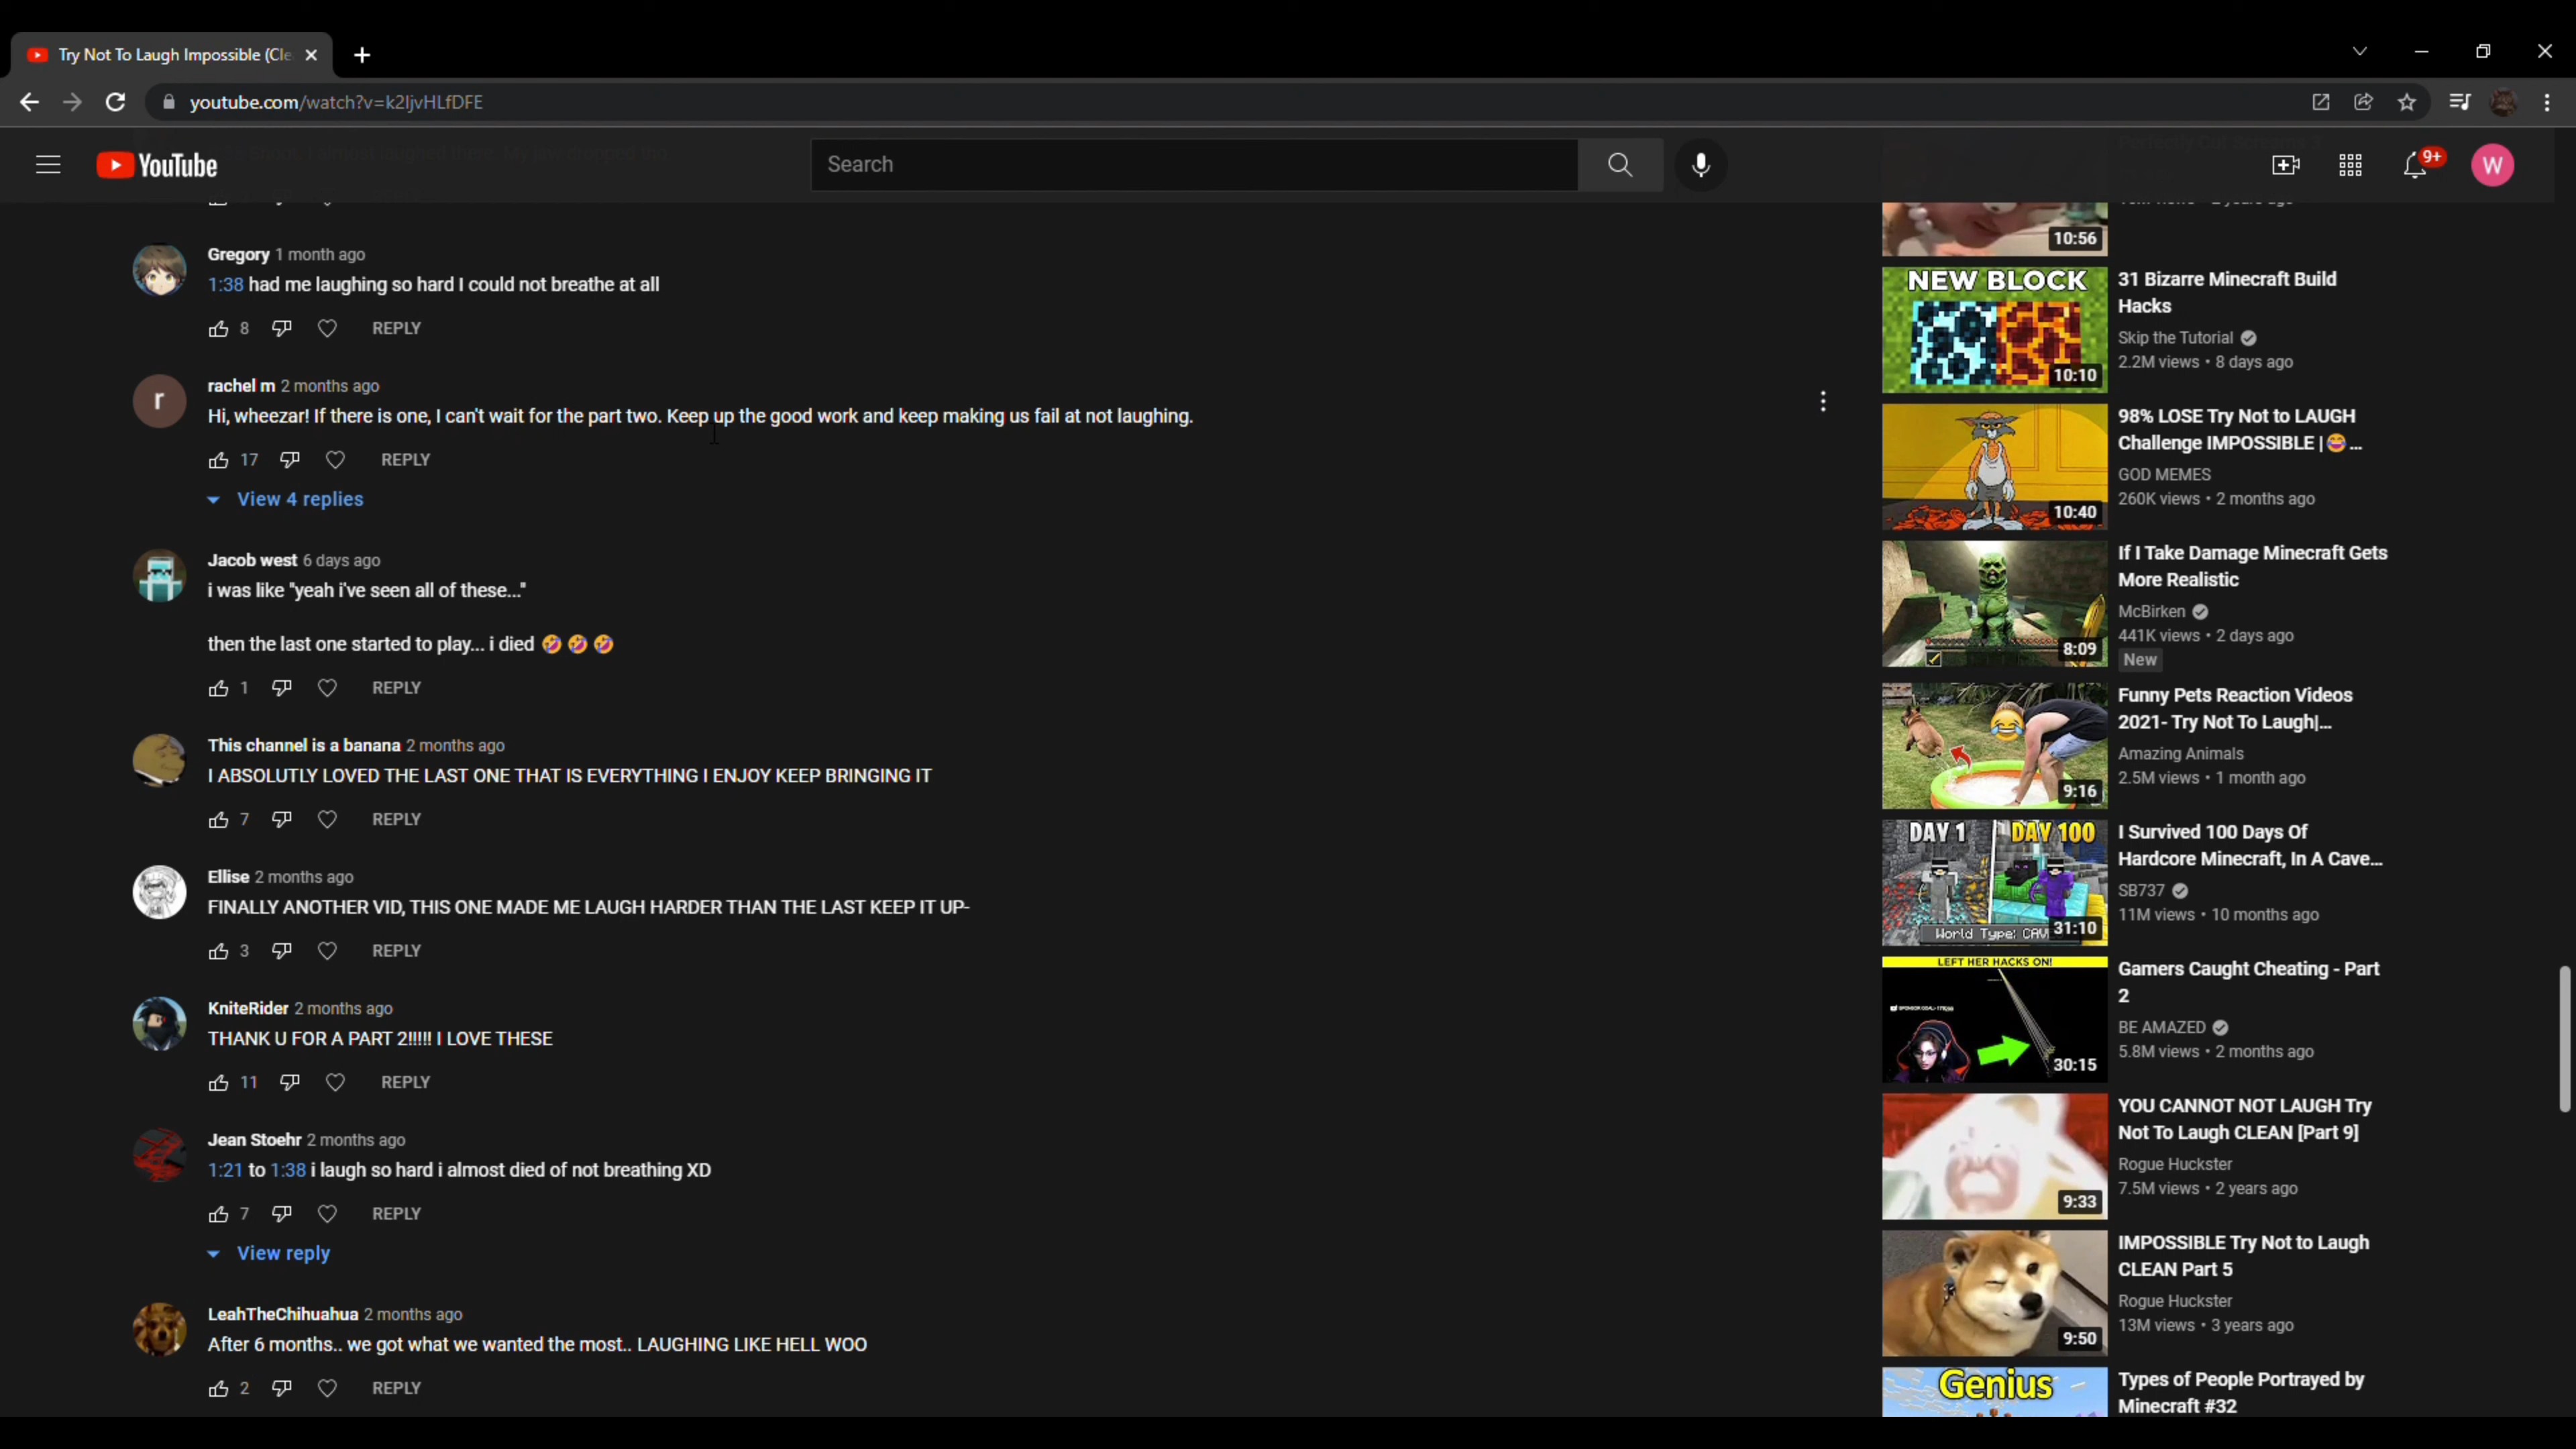 Try Not To Laugh Impossible (Cle
youtube.com/watch?v=k2ljvHLfDFE
YouTube
Search
9+
W
Gregory 1 month ago
1:38 had me laughing so hard I could not breathe at all
8 REPLY
r
rachel m 2 months ago
Hi, wheezar! If there is one, I can't wait for the part two. Keep up the good work and keep making us fail at not laughing.
17 REPLY
View 4 replies
Jacob west 6 days ago
i was like "yeah i've seen all of these..."
then the last one started to play... i died 🤣🤣🤣
1 REPLY
This channel is a banana 2 months ago
I ABSOLUTLY LOVED THE LAST ONE THAT IS EVERYTHING I ENJOY KEEP BRINGING IT
7 REPLY
Ellise 2 months ago
FINALLY ANOTHER VID, THIS ONE MADE ME LAUGH HARDER THAN THE LAST KEEP IT UP-
3 REPLY
KniteRider 2 months ago
THANK U FOR A PART 2!!!!! I LOVE THESE
11 REPLY
Jean Stoehr 2 months ago
1:21 to 1:38 i laugh so hard i almost died of not breathing XD
7 REPLY
View reply
LeahTheChihuahua 2 months ago
After 6 months.. we got what we wanted the most.. LAUGHING LIKE HELL WOO
2 REPLY
10:56
NEW BLOCK
10:10
31 Bizarre Minecraft Build
Hacks
Skip the Tutorial
2.2M views • 8 days ago
10:40
98% LOSE Try Not to LAUGH
Challenge IMPOSSIBLE | 😂 ...
GOD MEMES
260K views • 2 months ago
8:09
If I Take Damage Minecraft Gets
More Realistic
McBirken
441K views • 2 days ago
New
9:16
Funny Pets Reaction Videos
2021- Try Not To Laugh|...
Amazing Animals
2.5M views • 1 month ago
DAY 1 DAY 100
World Type: CAV
31:10
I Survived 100 Days Of
Hardcore Minecraft, In A Cave...
SB737
11M views • 10 months ago
LEFT HER HACKS ON!
30:15
Gamers Caught Cheating - Part
2
BE AMAZED
5.8M views • 2 months ago
9:33
YOU CANNOT NOT LAUGH Try
Not To Laugh CLEAN [Part 9]
Rogue Huckster
7.5M views • 2 years ago
9:50
IMPOSSIBLE Try Not to Laugh
CLEAN Part 5
Rogue Huckster
13M views • 3 years ago
Genius
Types of People Portrayed by
Minecraft #32